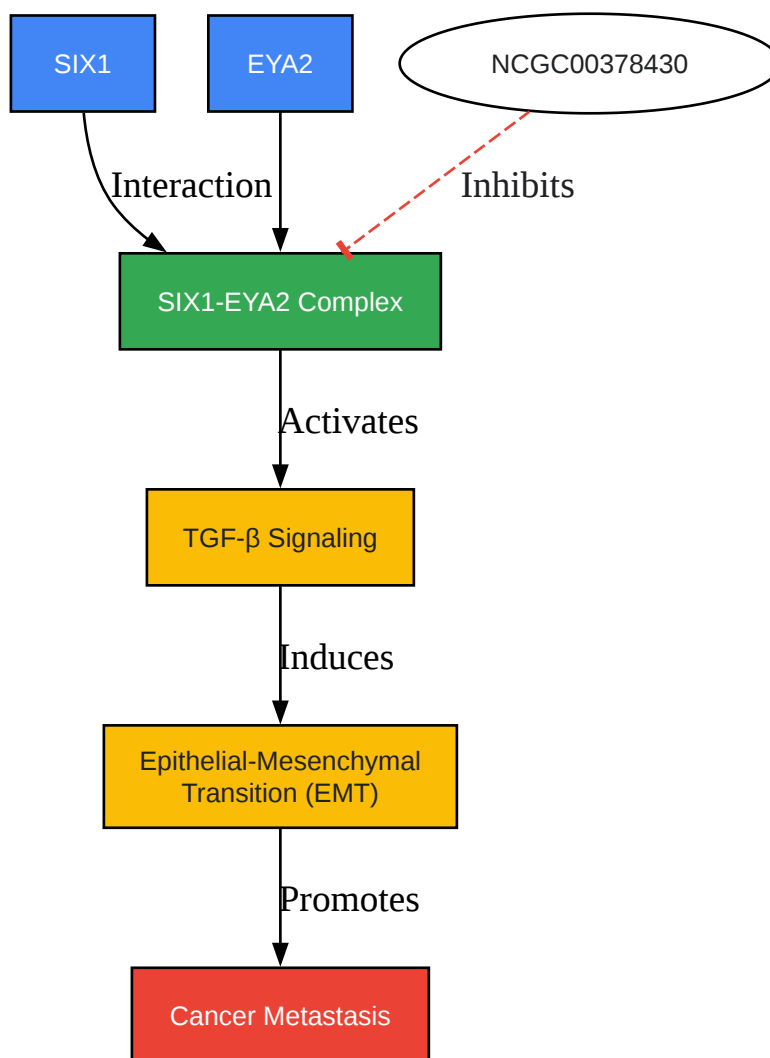 SIX1
EYA2
NCGC00378430
Interaction
Inhibits
SIX1-EYA2 Complex
Activates
TGF-β Signaling
Induces
Epithelial-Mesenchymal
Transition (EMT)
Promotes
Cancer Metastasis